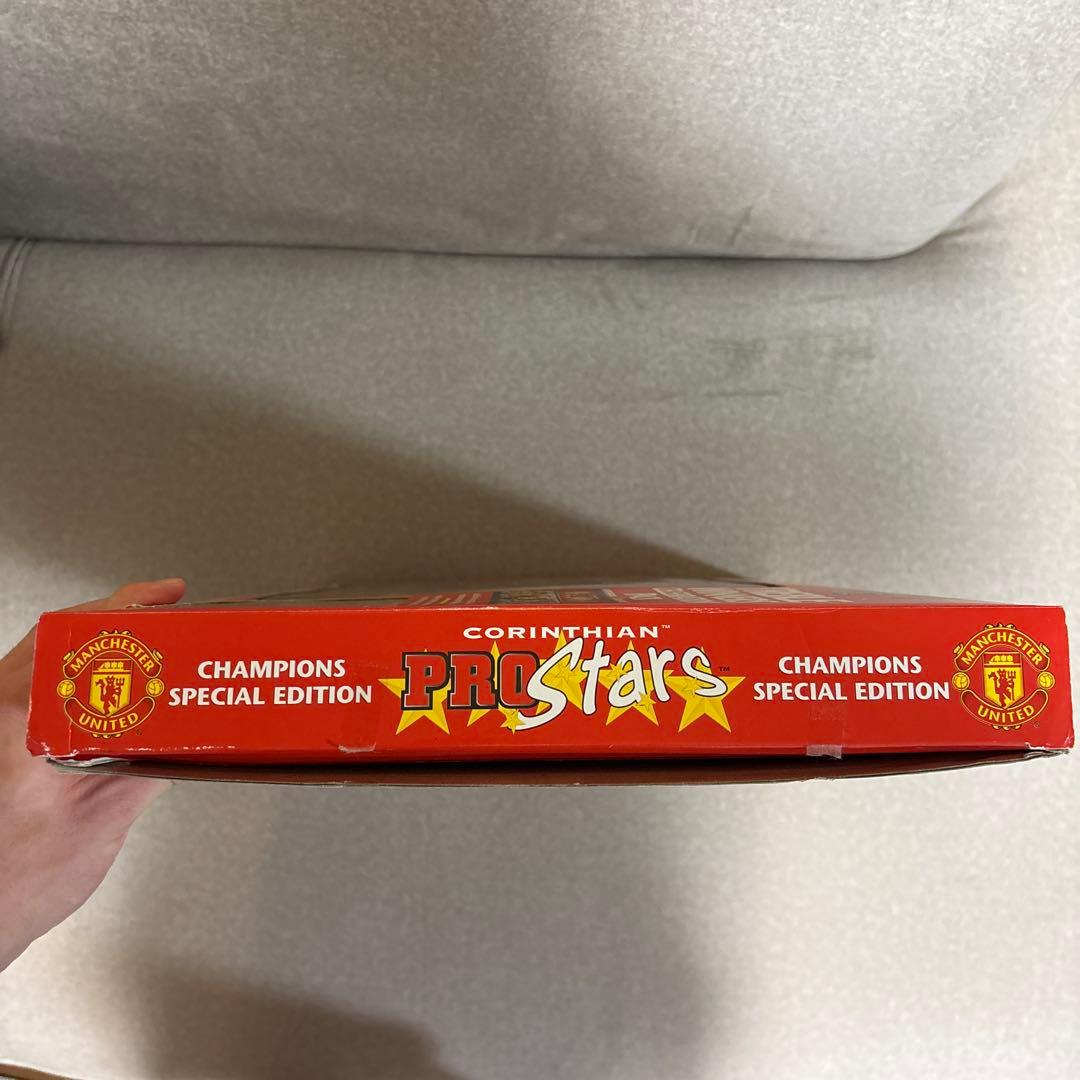 MANCHESTER
UNITED
CHAMPIONS
SPECIAL EDITION
CORINTHIAN™
PROStars™
CHAMPIONS
SPECIAL EDITION
MANCHESTER
UNITED